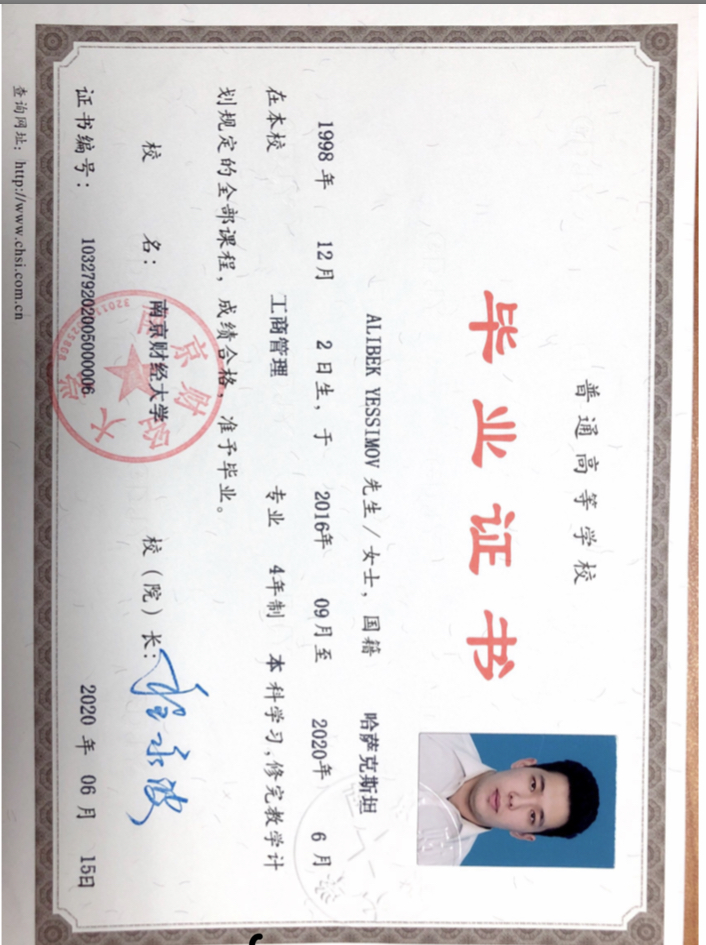 普通高等学校
毕业证书
ALIBEK YESSIMOV 先生/女士, 国籍 哈萨克斯坦
1998 年 12 月 2 日生, 于 2016年 09 月至 2020年 6 月
在本校 工商管理 专业 4年制 本 科学习,修完教学计
划规定的全部课程, 成绩合格, 准予毕业。
校 名: 南京财经大学 校(院)长:
证书编号: 103279202005000006 2020 年 06 月 15日
查询网址: http://www.chsi.com.cn